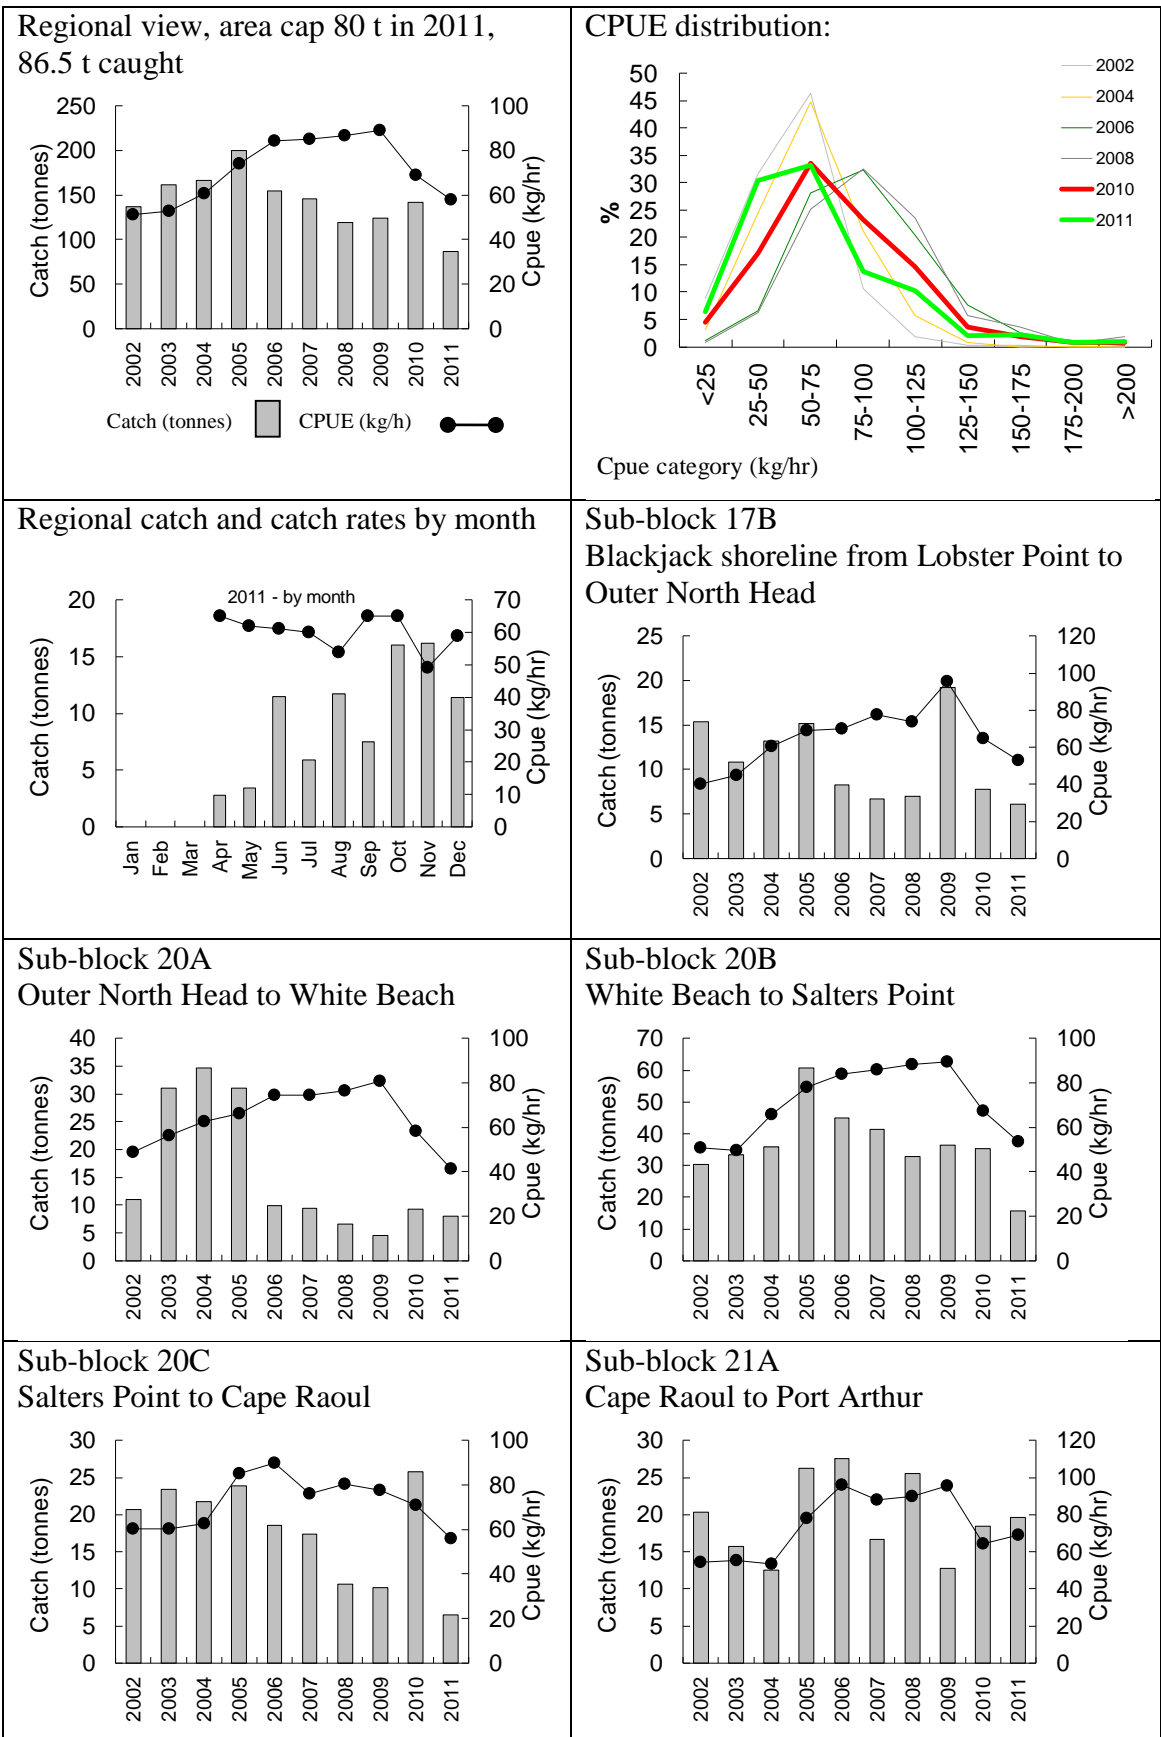 Regional view, area cap 80 t in 2011,
86.5 t caught
Catch (tonnes)
250
200
150
100
50
0
100
80
60
40
20
0
Cpue (kg/hr)
2002 2003 2004 2005 2006 2007 2008 2009 2010 2011
Catch (tonnes) CPUE (kg/h)
CPUE distribution:
%
50
45
40
35
30
25
20
15
10
5
0
2002
2004
2006
2008
2010
2011
<25 25-50 50-75 75-100 100-125 125-150 150-175 175-200 >200
Cpue category (kg/hr)
Regional catch and catch rates by month
2011 - by month
Catch (tonnes)
20
15
10
5
0
70
60
50
40
30
20
10
0
Cpue (kg/hr)
Jan Feb Mar Apr May Jun Jul Aug Sep Oct Nov Dec
Sub-block 17B
Blackjack shoreline from Lobster Point to
Outer North Head
Catch (tonnes)
25
20
15
10
5
0
120
100
80
60
40
20
0
Cpue (kg/hr)
2002 2003 2004 2005 2006 2007 2008 2009 2010 2011
Sub-block 20A
Outer North Head to White Beach
Catch (tonnes)
40
35
30
25
20
15
10
5
0
100
80
60
40
20
0
Cpue (kg/hr)
2002 2003 2004 2005 2006 2007 2008 2009 2010 2011
Sub-block 20B
White Beach to Salters Point
Catch (tonnes)
70
60
50
40
30
20
10
0
100
80
60
40
20
0
Cpue (kg/hr)
2002 2003 2004 2005 2006 2007 2008 2009 2010 2011
Sub-block 20C
Salters Point to Cape Raoul
Catch (tonnes)
30
25
20
15
10
5
0
100
80
60
40
20
0
Cpue (kg/hr)
2002 2003 2004 2005 2006 2007 2008 2009 2010 2011
Sub-block 21A
Cape Raoul to Port Arthur
Catch (tonnes)
30
25
20
15
10
5
0
120
100
80
60
40
20
0
Cpue (kg/hr)
2002 2003 2004 2005 2006 2007 2008 2009 2010 2011